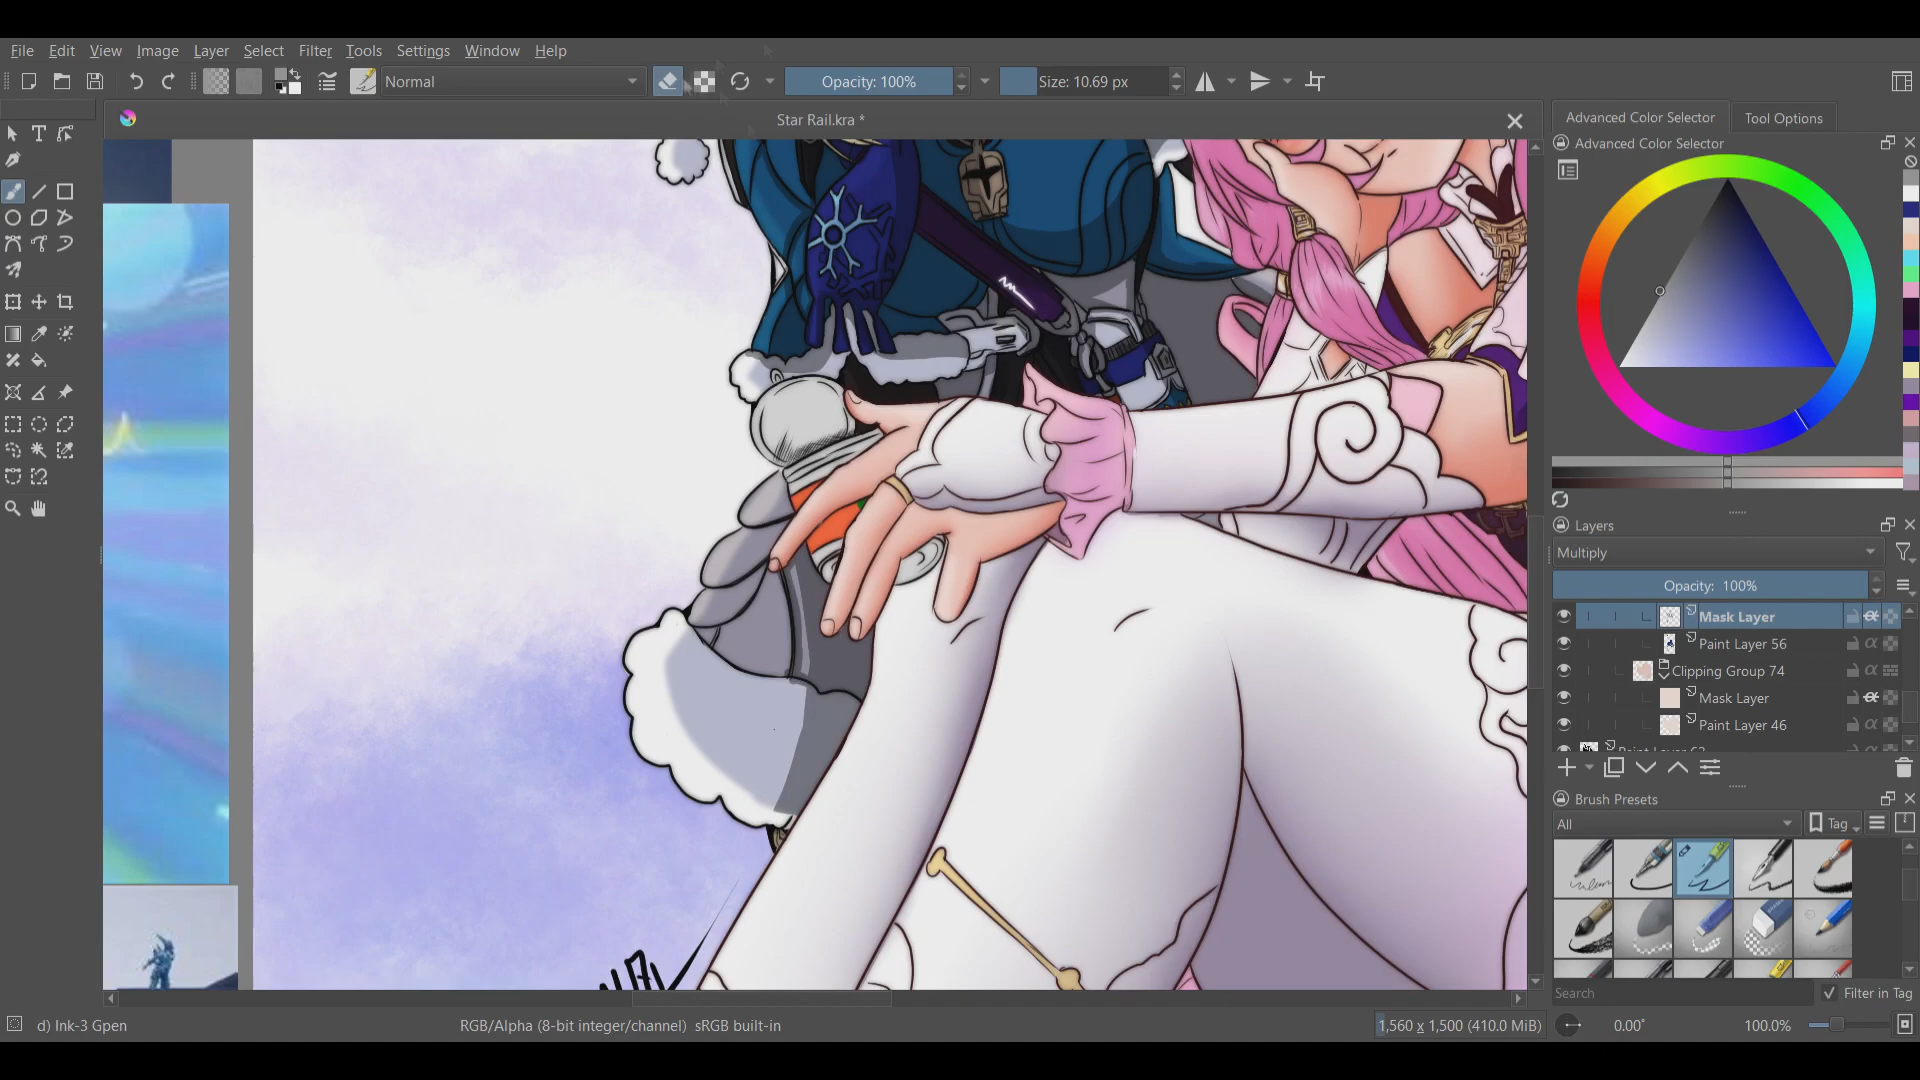 File Edit View Image Layer Select Filter Tools Settings Window Help
Normal
Opacity: 100%
Size: 10.69 px
Star Rail.kra *
Advanced Color Selector
Tool Options
Advanced Color Selector
Layers
Multiply
Opacity: 100%
Mask Layer
Paint Layer 56
Clipping Group 74
Mask Layer
Paint Layer 46
Brush Presets
All
Tag
Search
Filter in Tag
d) Ink-3 Gpen
RGB/Alpha (8-bit integer/channel) sRGB built-in
1,560 x 1,500 (410.0 MiB)
0.00°
100.0%